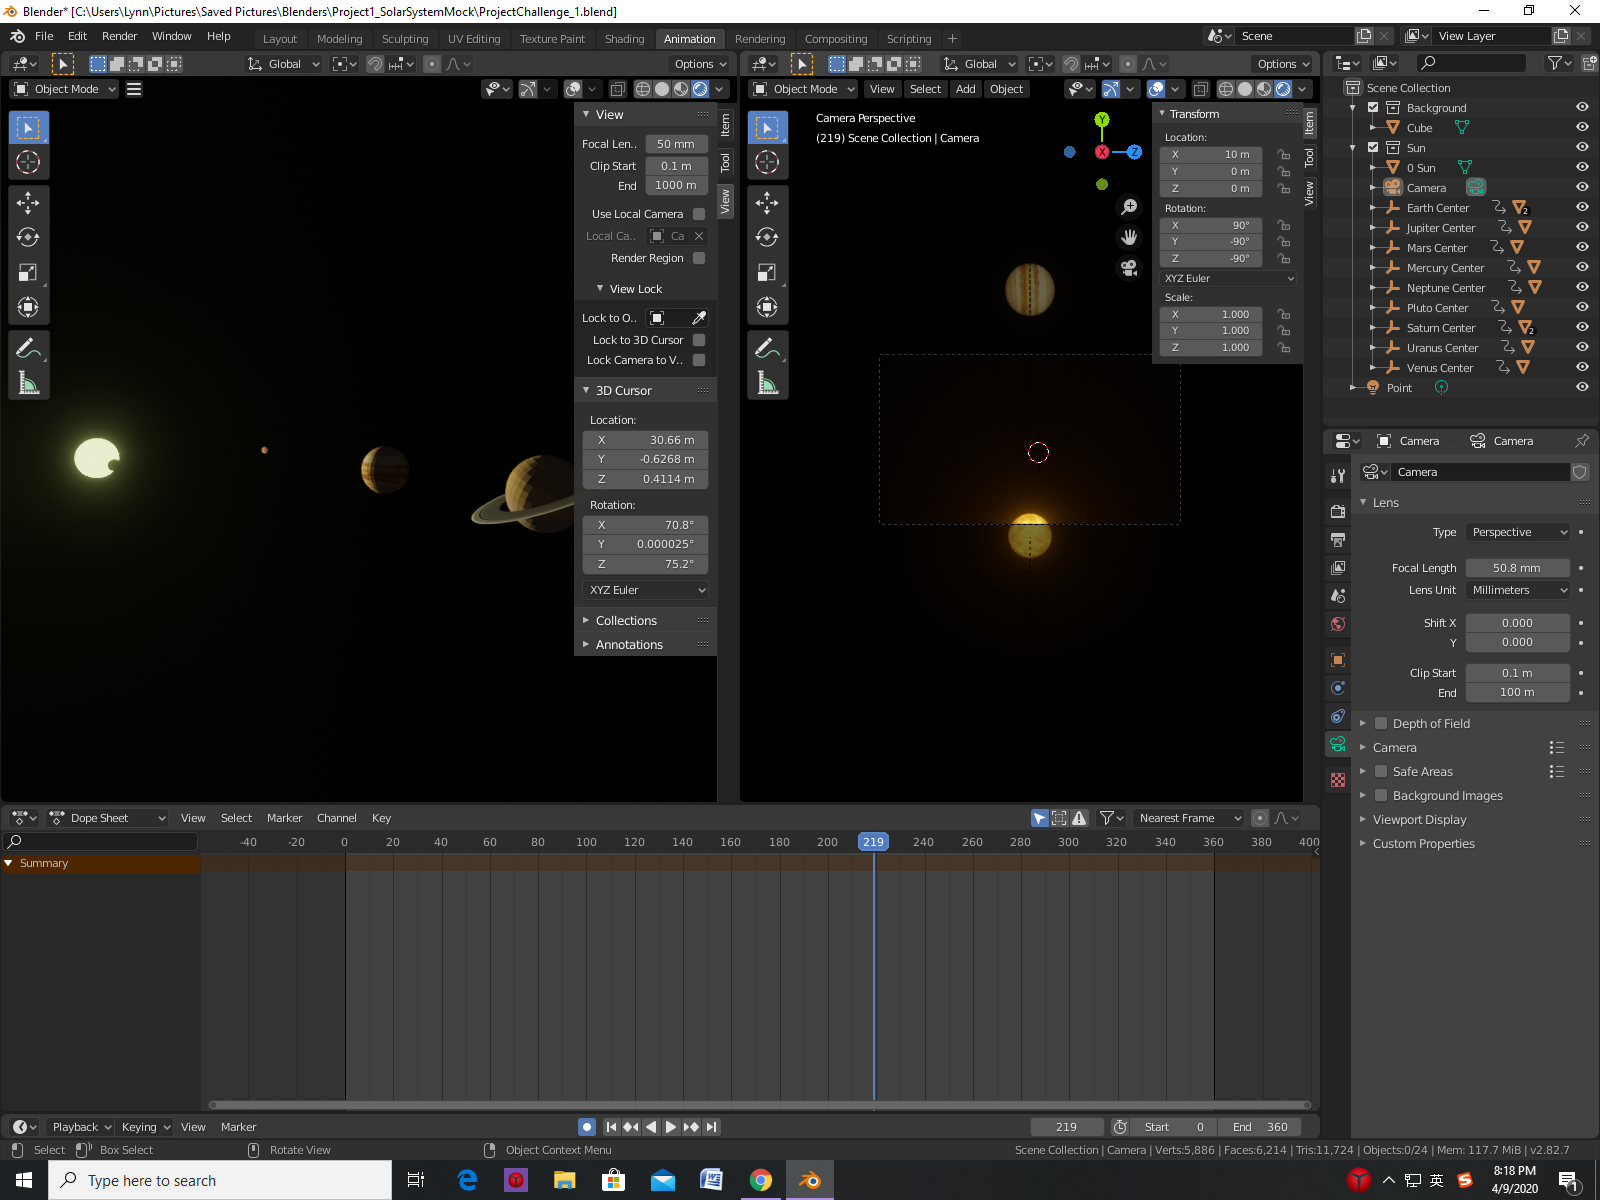 Blender* [C:\Users\Lynn\Pictures\Saved Pictures\Blenders\Project1_SolarSystemMock\ProjectChallenge_1.blend]
File Edit Render Window Help
Layout Modeling Sculpting UV Editing Texture Paint Shading Animation Rendering Compositing Scripting
Scene
View Layer
Global
Options
Object Mode
View
Focal Len.. 50 mm
Clip Start 0.1 m
End 1000 m
Use Local Camera
Local Ca.. Ca
Render Region
View Lock
Lock to O..
Lock to 3D Cursor
Lock Camera to V..
3D Cursor
Location:
X 30.66 m
Y -0.6268 m
Z 0.4114 m
Rotation:
X 70.8°
Y 0.000025°
Z 75.2°
XYZ Euler
Collections
Annotations
Item
Tool
View
Global
Options
Object Mode View Select Add Object
Camera Perspective
(219) Scene Collection | Camera
Y
X
Z
Transform
Location:
X 10 m
Y 0 m
Z 0 m
Rotation:
X 90°
Y -90°
Z -90°
XYZ Euler
Scale:
X 1.000
Y 1.000
Z 1.000
Item
Tool
View
Scene Collection
Background
Cube
Sun
0 Sun
Camera
Earth Center 2
Jupiter Center
Mars Center
Mercury Center
Neptune Center
Pluto Center
Saturn Center 2
Uranus Center
Venus Center
Point
Camera Camera
Camera
Lens
Type Perspective
Focal Length 50.8 mm
Lens Unit Millimeters
Shift X 0.000
Y 0.000
Clip Start 0.1 m
End 100 m
Depth of Field
Camera
Safe Areas
Background Images
Viewport Display
Custom Properties
Dope Sheet View Select Marker Channel Key
Nearest Frame
-40 -20 0 20 40 60 80 100 120 140 160 180 200 219 240 260 280 300 320 340 360 380 400
Summary
Playback Keying View Marker
219 Start 0 End 360
Select Box Select Rotate View Object Context Menu
Scene Collection | Camera | Verts:5,886 | Faces:6,214 | Tris:11,724 | Objects:0/24 | Mem: 117.7 MiB | v2.82.7
Type here to search
英
8:18 PM
4/9/2020
1